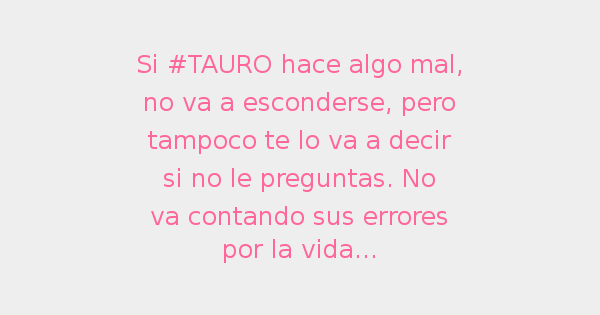 Si #TAURO hace algo mal,
no va a esconderse, pero
tampoco te lo va a decir
si no le preguntas. No
va contando sus errores
por la vida...